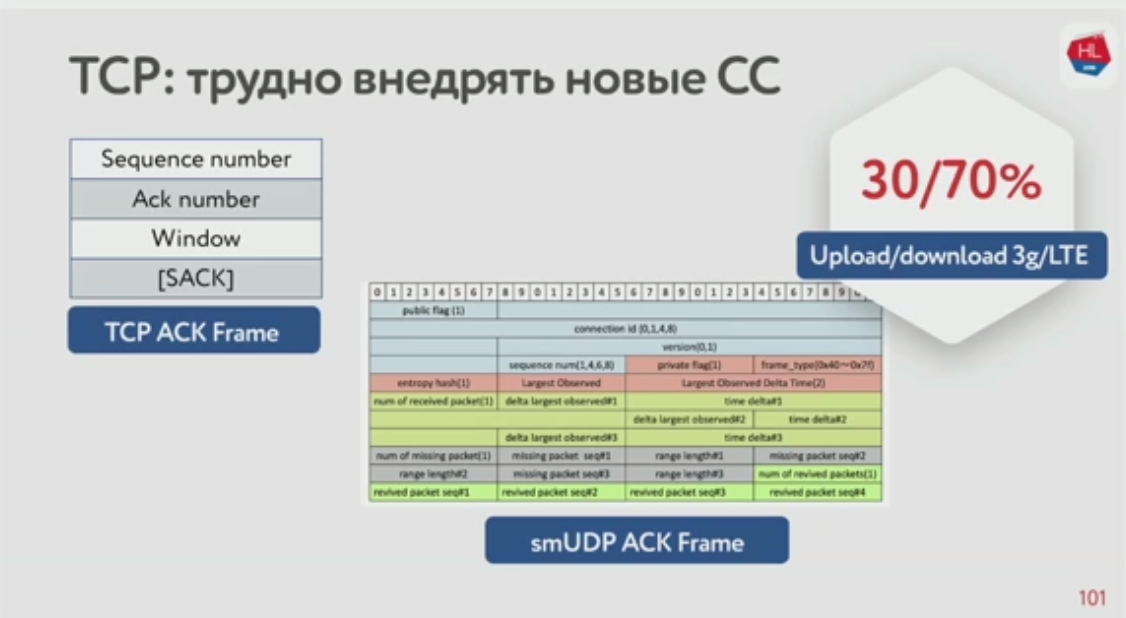 TCP: трудно внедрять новые CC
HL
Sequence number
Ack number
Window
[SACK]
TCP ACK Frame
30/70%
Upload/download 3g/LTE
0 1 2 3 4 5 6 7 8 9 0 1 2 3 4 5 6 7 8 9 0 1 2 3 4 5 6 7 8 9
public flag (1)
connection id (0,1,4,8)
version(0,1)
sequence num(1,4,6,8) private flag(1) frame_type(0x40~0x7f)
entropy hash(1) Largest Observed Largest Observed Delta Time(2)
num of received packet(1) delta largest observed#1 time delta#1
delta largest observed#2 time delta#2
delta largest observed#3 time delta#3
num of missing packet(1) missing packet seq#1 range length#1 missing packet seq#2
range length#2 missing packet seq#3 range length#3 num of revived packets(1)
revived packet seq#1 revived packet seq#2 revived packet seq#3 revived packet seq#4
smUDP ACK Frame
101